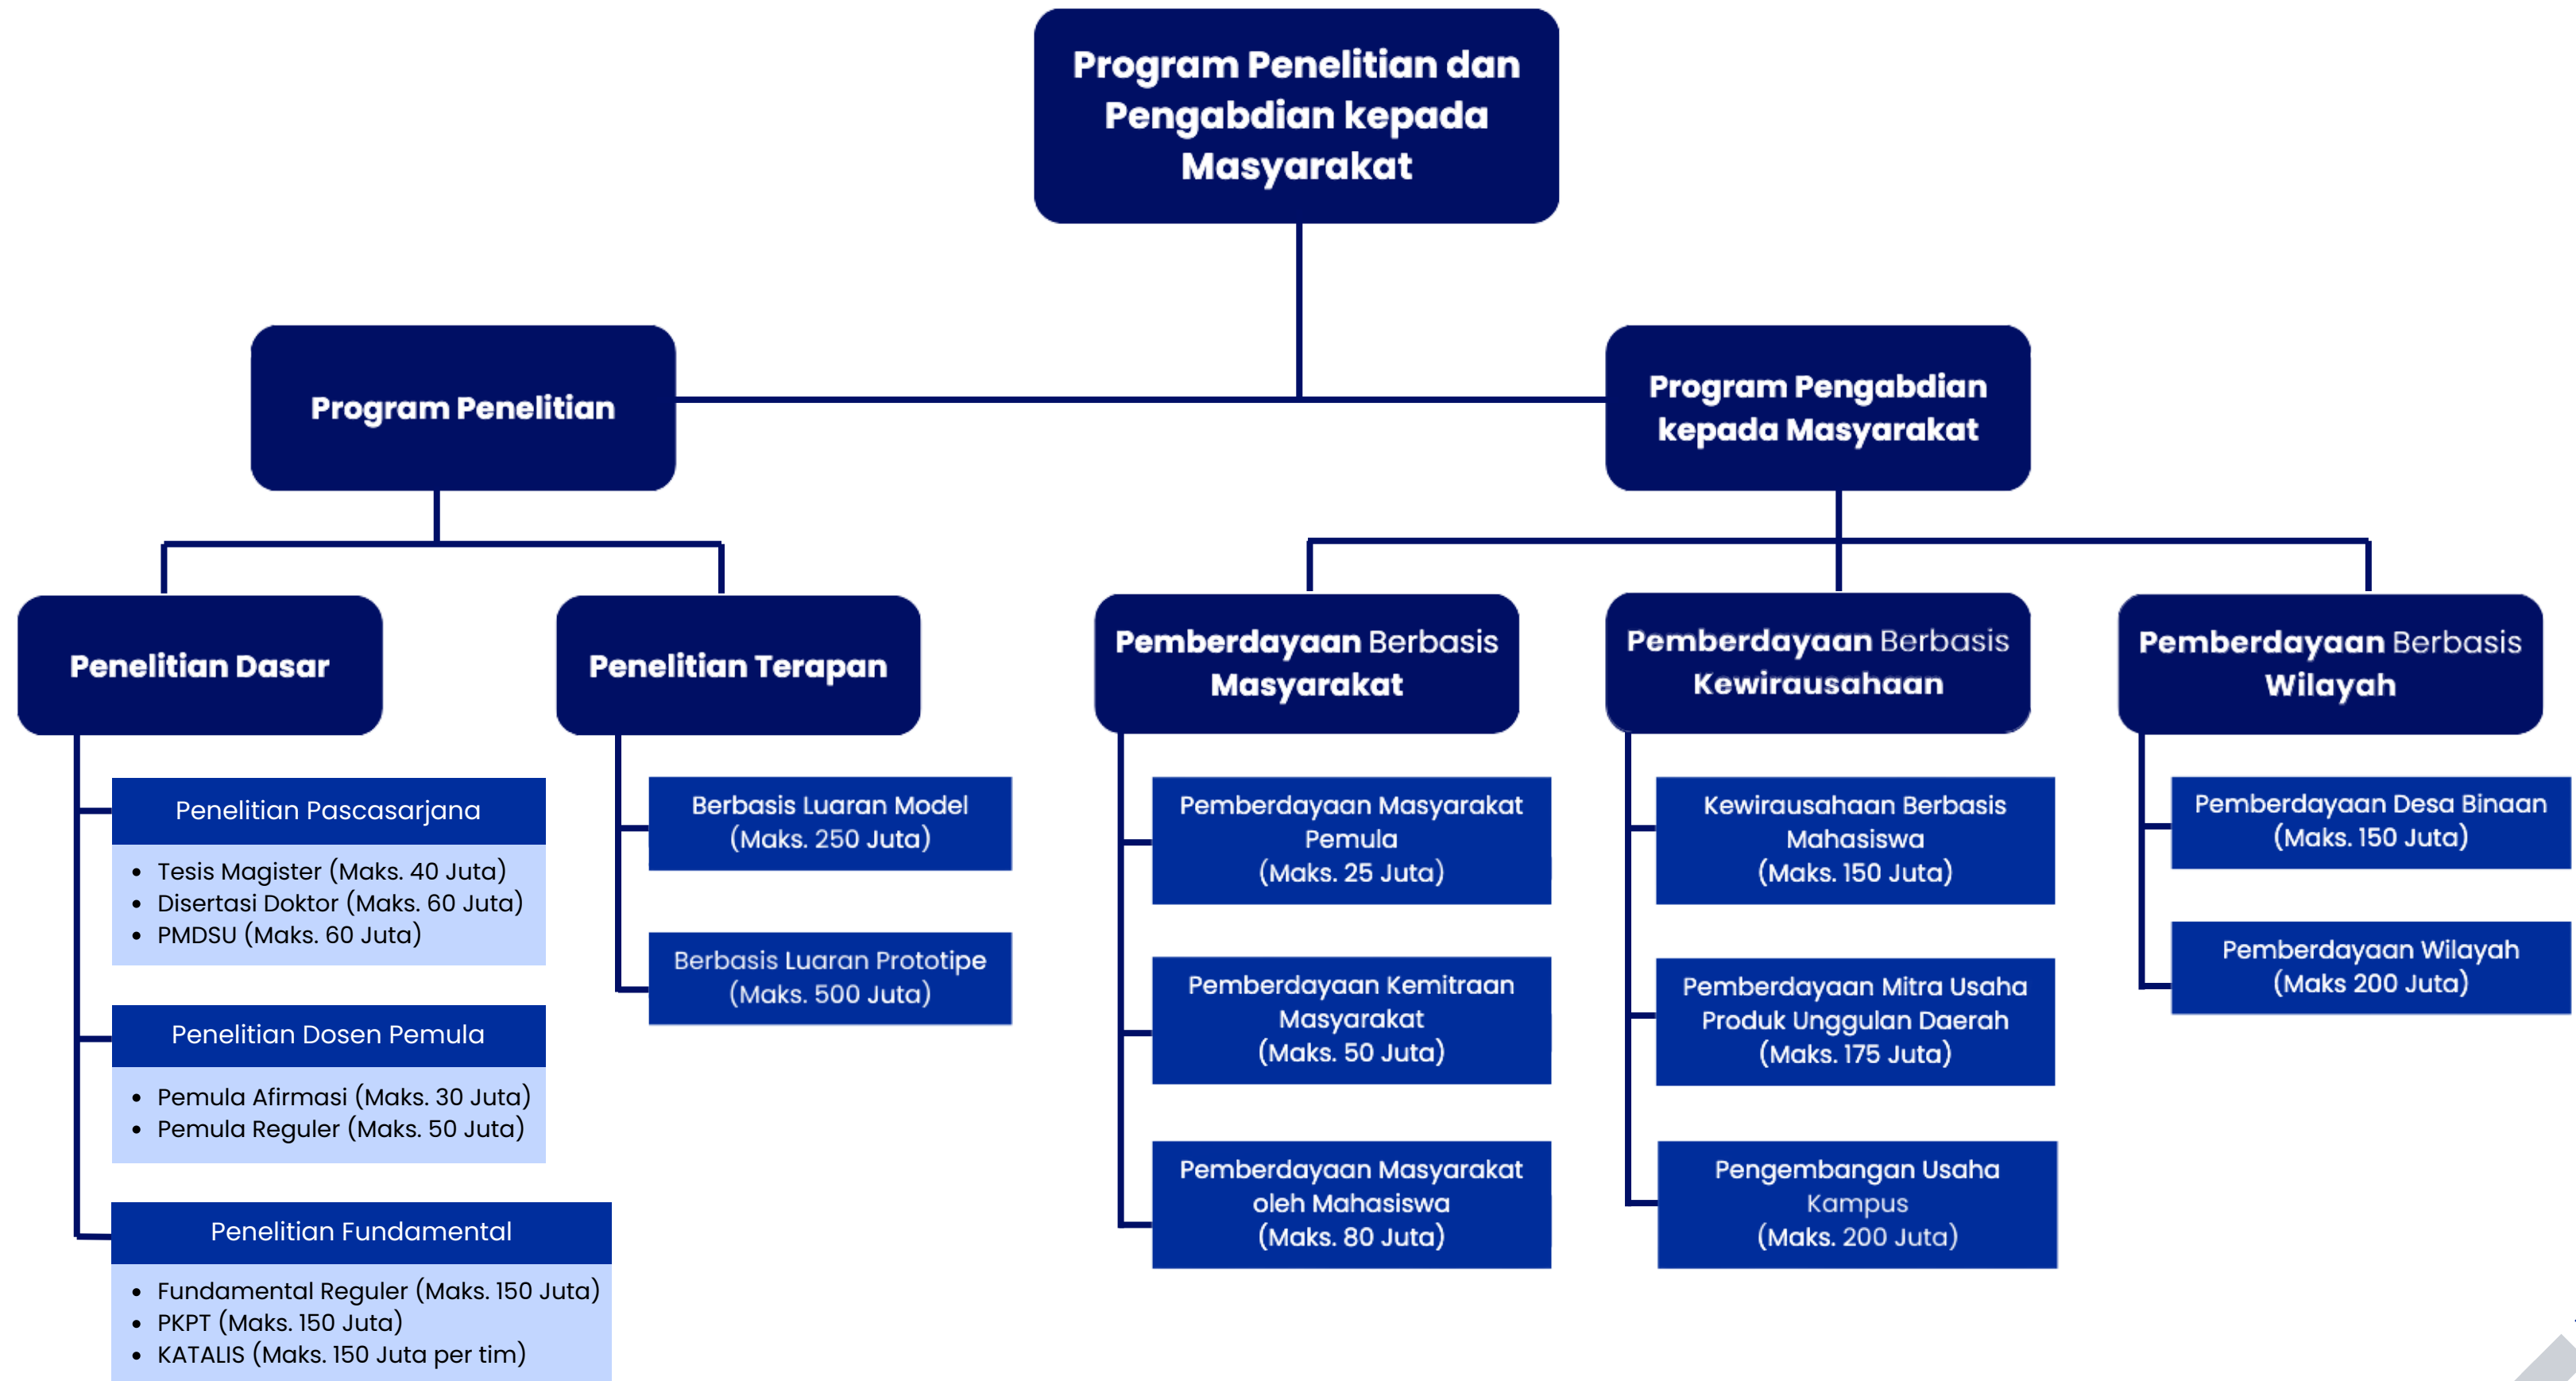 Program Penelitian dan
Pengabdian kepada
Masyarakat
Program Penelitian
Program Pengabdian
kepada Masyarakat
Penelitian Dasar
Penelitian Pascasarjana
• Tesis Magister (Maks. 40 Juta)
• Disertasi Doktor (Maks. 60 Juta)
• PMDSU (Maks. 60 Juta)
Penelitian Dosen Pemula
• Pemula Afirmasi (Maks. 30 Juta)
• Pemula Reguler (Maks. 50 Juta)
Penelitian Fundamental
• Fundamental Reguler (Maks. 150 Juta)
• PKPT (Maks. 150 Juta)
• KATALIS (Maks. 150 Juta per tim)
Penelitian Terapan
Berbasis Luaran Model
(Maks. 250 Juta)
Berbasis Luaran Prototipe
(Maks. 500 Juta)
Pemberdayaan Berbasis
Masyarakat
Pemberdayaan Masyarakat
Pemula
(Maks. 25 Juta)
Pemberdayaan Kemitraan
Masyarakat
(Maks. 50 Juta)
Pemberdayaan Masyarakat
oleh Mahasiswa
(Maks. 80 Juta)
Pemberdayaan Berbasis
Kewirausahaan
Kewirausahaan Berbasis
Mahasiswa
(Maks. 150 Juta)
Pemberdayaan Mitra Usaha
Produk Unggulan Daerah
(Maks. 175 Juta)
Pengembangan Usaha
Kampus
(Maks. 200 Juta)
Pemberdayaan Berbasis
Wilayah
Pemberdayaan Desa Binaan
(Maks. 150 Juta)
Pemberdayaan Wilayah
(Maks 200 Juta)